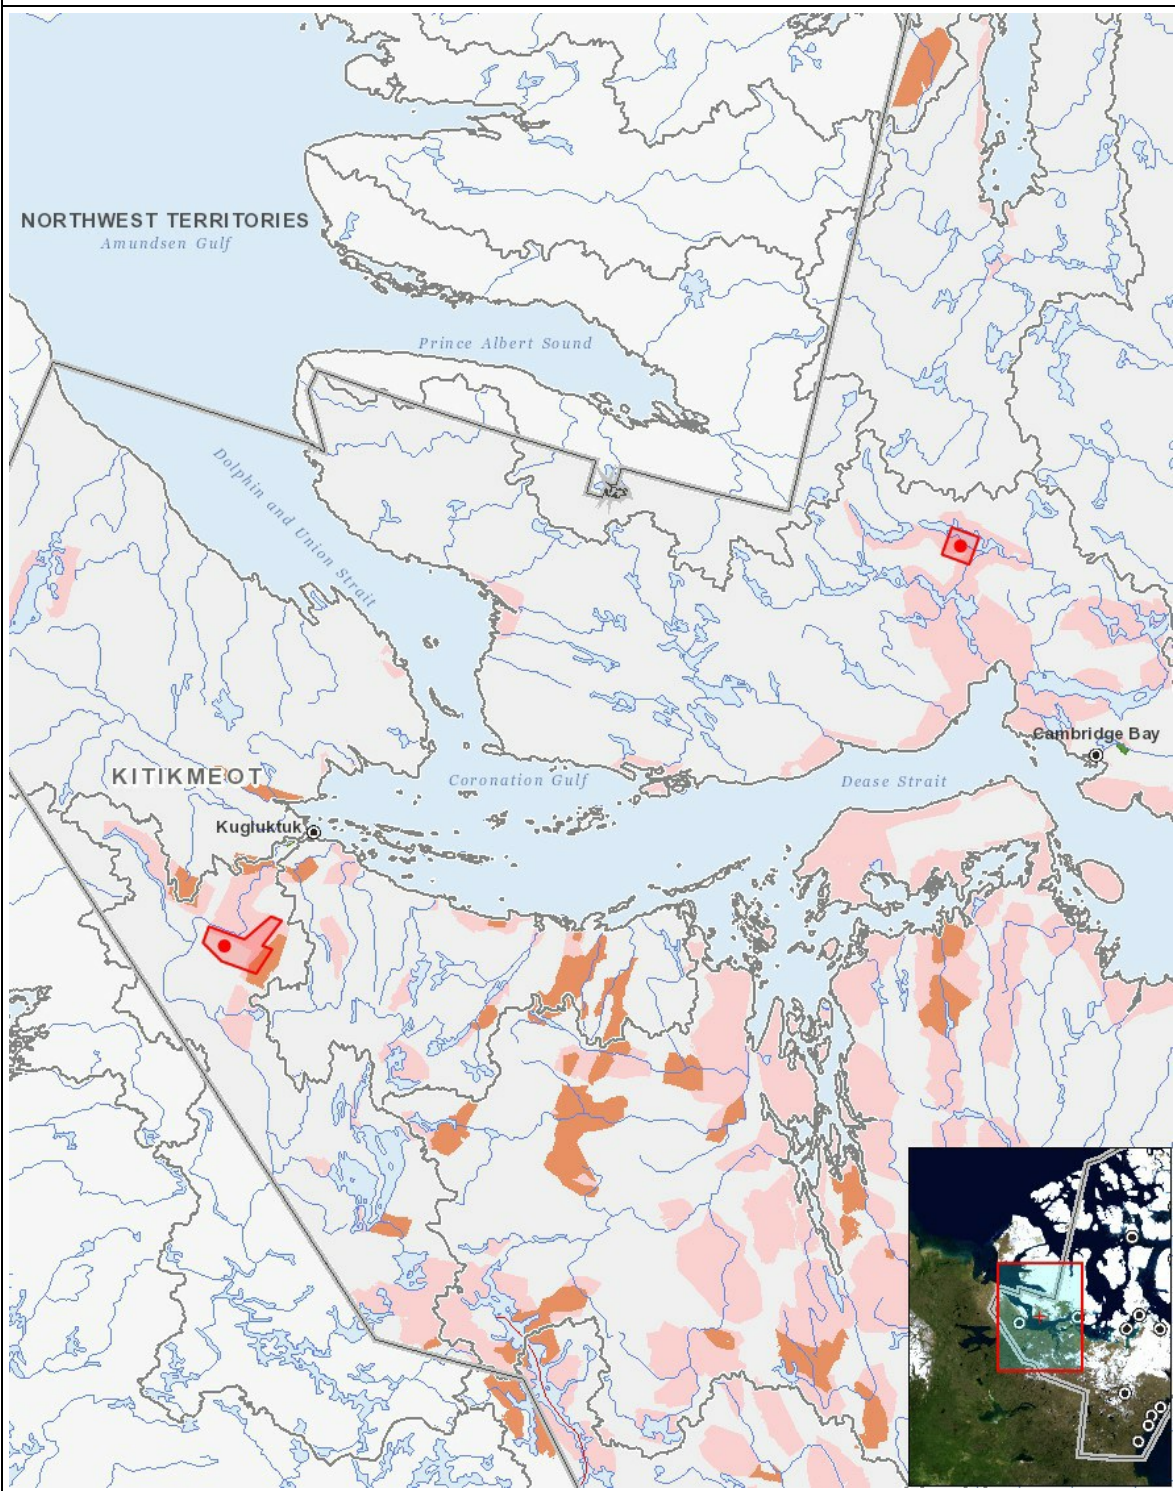 NORTHWEST TERRITORIES
Amundsen Gulf
Prince Albert Sound
Dolphin and Union Strait
Cambridge Bay
KITIKMEOT
Coronation Gulf
Dease Strait
Kugluktuk